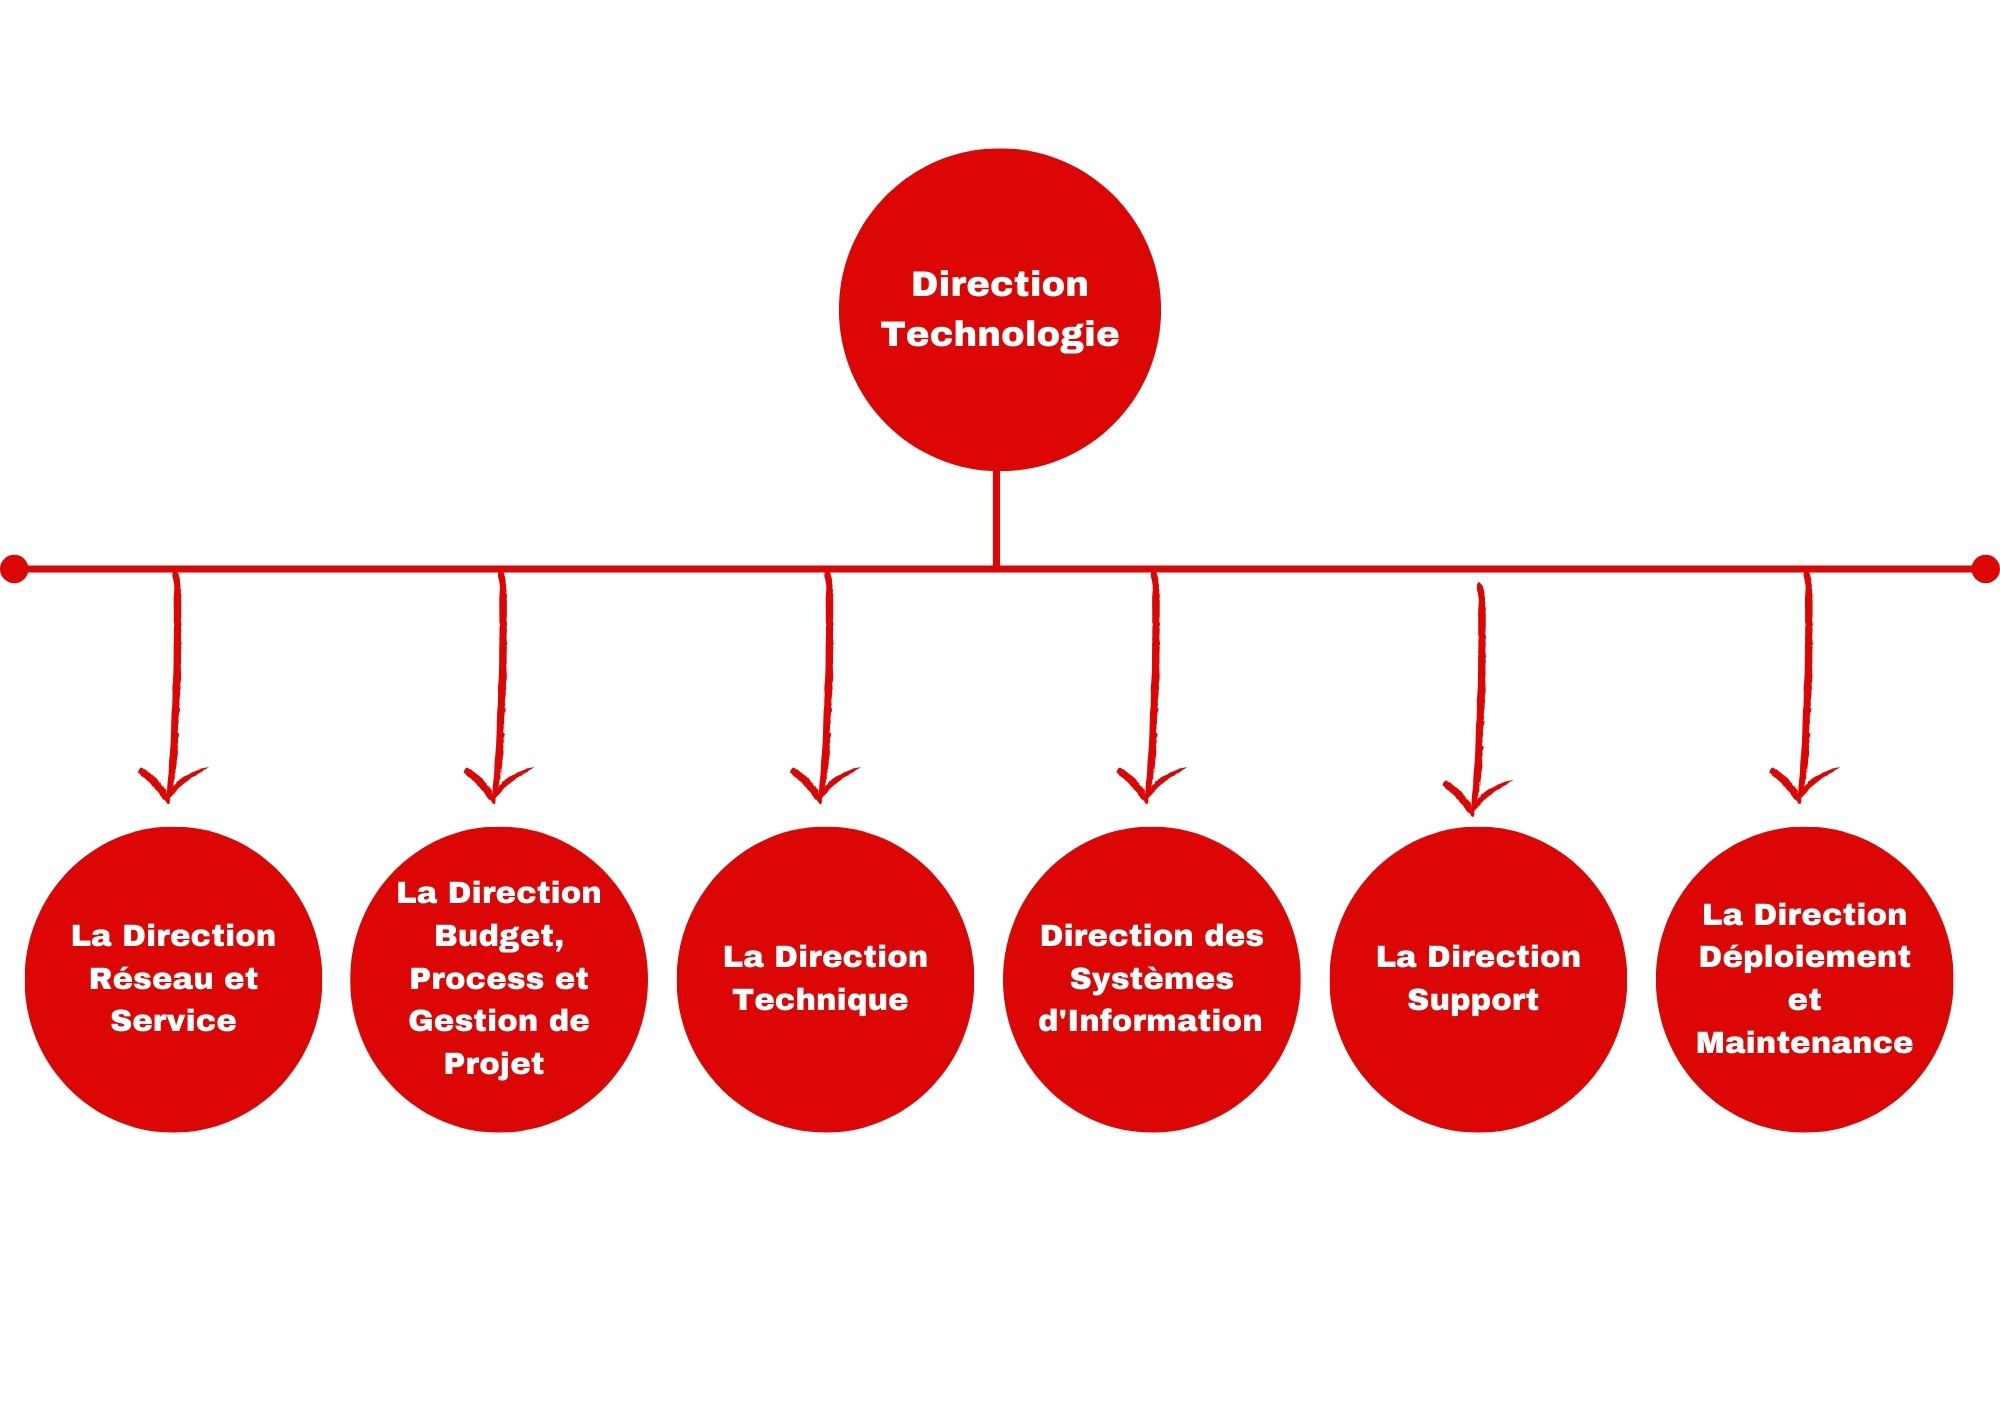 Direction
Technologie
La Direction
Réseau et
Service
La Direction
Budget,
Process et
Gestion de
Projet
La Direction
Technique
Direction des
Systèmes
d'Information
La Direction
Support
La Direction
Déploiement
et
Maintenance